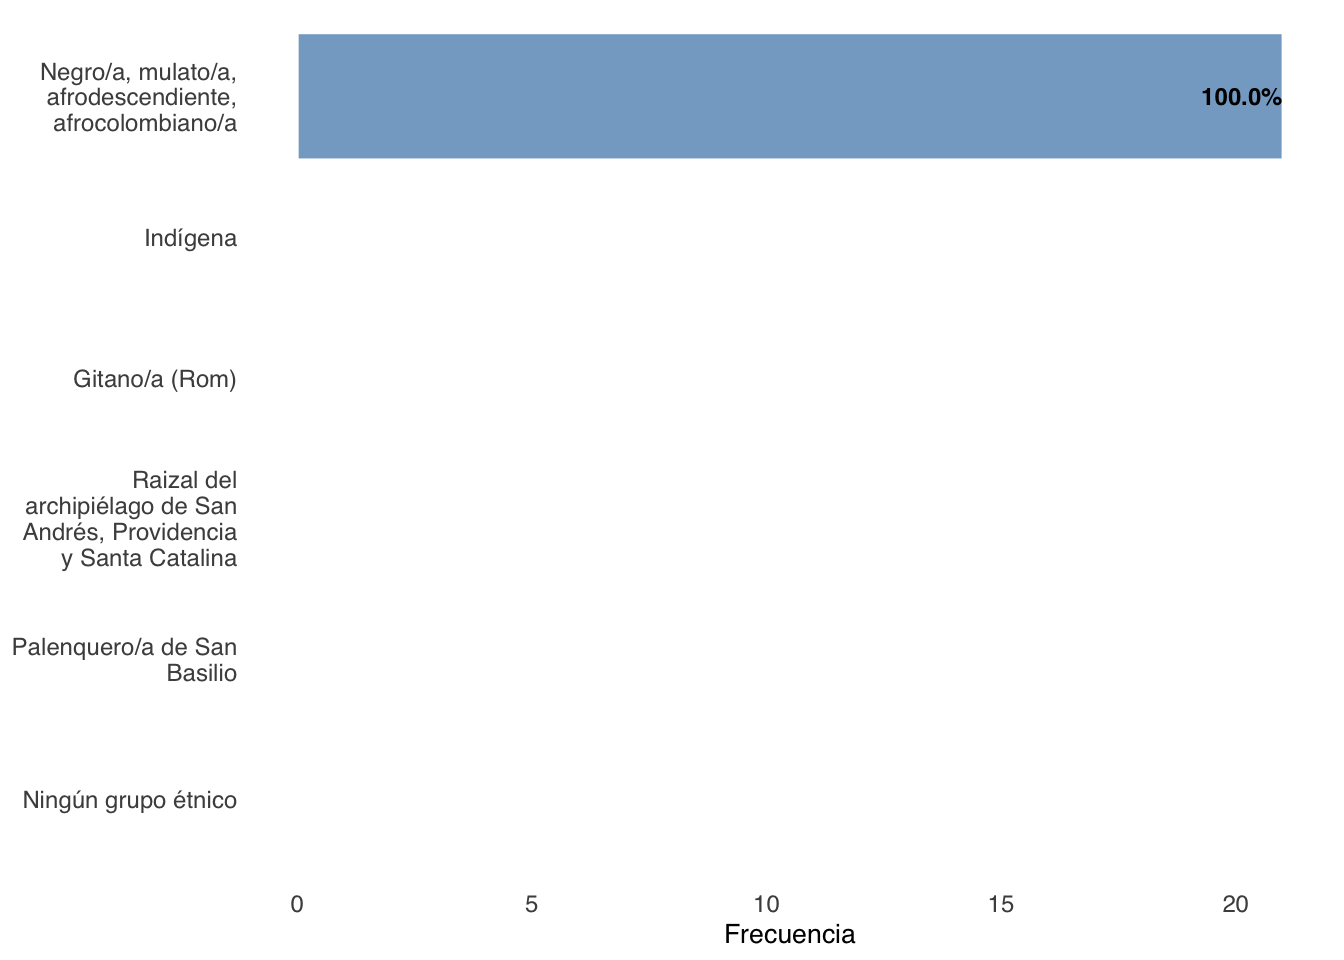 Negro/a, mulato/a,
afrodescendiente,
afrocolombiano/a
100.0%
Indígena
Gitano/a (Rom)
Raizal del
archipiélago de San
Andrés, Providencia
y Santa Catalina
Palenquero/a de San
Basilio
Ningún grupo étnico
0 5 10 15 20
Frecuencia